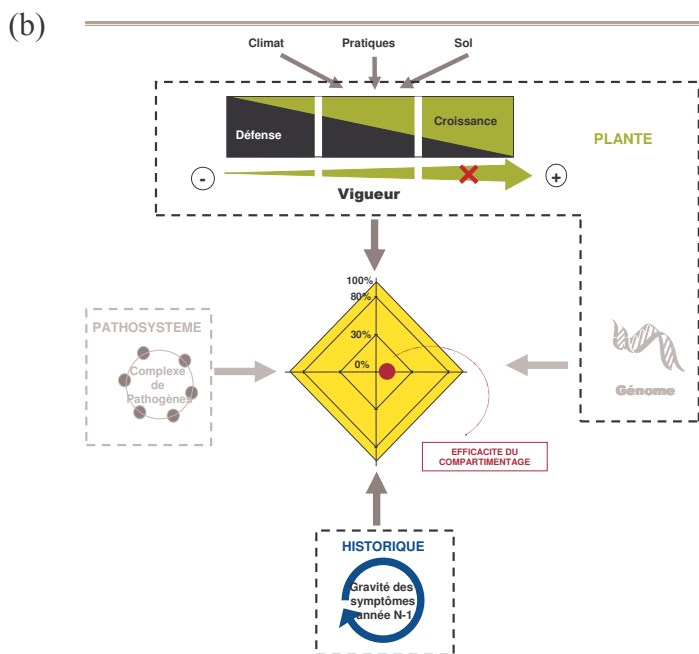 (b)
Climat
Pratiques
Sol
Défense
Croissance
PLANTE
-
+
Vigueur
100%
80%
30%
0%
PATHOSYSTEME
Complexe
de
Pathogènes
Génome
EFFICACITE DU
COMPARTIMENTAGE
HISTORIQUE
Gravité des
symptômes
année N-1